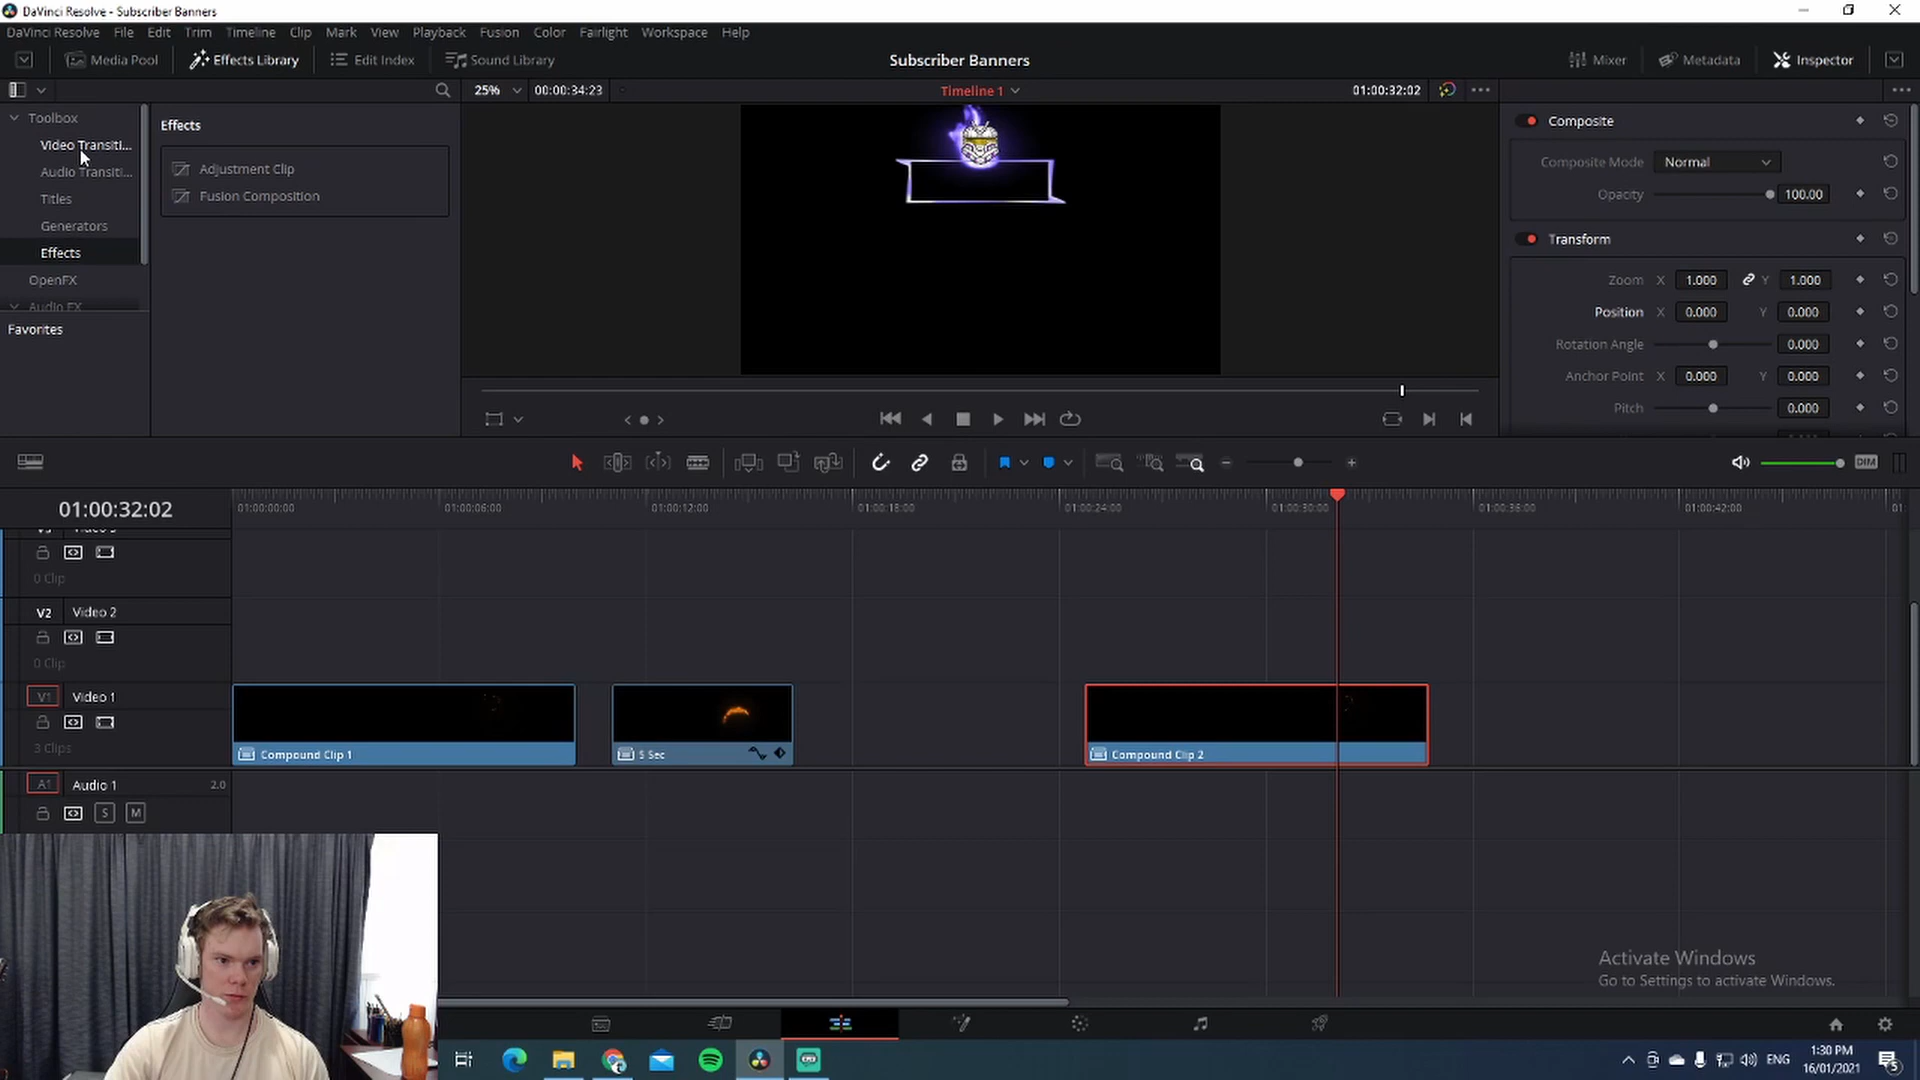 DaVinci Resolve - Subscriber Banners
DaVinci Resolve File Edit Trim Timeline Clip Mark View Playback Fusion Color Fairlight Workspace Help
Media Pool Effects Library Edit Index Sound Library Subscriber Banners Mixer Metadata Inspector
25% 00:00:34:23 Timeline 1 01:00:32:02
Toolbox
Video Transiti...
Audio Transiti...
Titles
Generators
Effects
OpenFX
Audio FX
Favorites
Effects
Adjustment Clip
Fusion Composition
Composite
Composite Mode Normal
Opacity 100.00
Transform
Zoom X 1.000 Y 1.000
Position X 0.000 Y 0.000
Rotation Angle 0.000
Anchor Point X 0.000 Y 0.000
Pitch 0.000
DIM
01:00:32:02
01:00:00:00 01:00:06:00 01:00:12:00 01:00:18:00 01:00:24:00 01:00:30:00 01:00:36:00 01:00:42:00 01:
0 Clip
V2 Video 2
0 Clip
V1 Video 1
3 Clips
Compound Clip 1
5 Sec
Compound Clip 2
A1 Audio 1 2.0
S M
Activate Windows
Go to Settings to activate Windows.
ENG
1:30 PM
16/01/2021
5